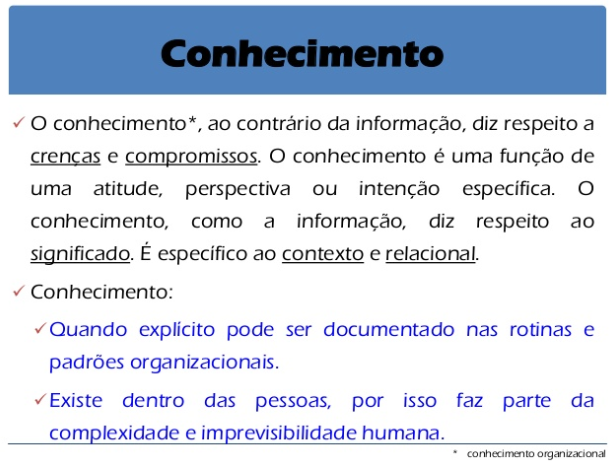 Conhecimento
✓ O conhecimento*, ao contrário da informação, diz respeito a
crenças e compromissos. O conhecimento é uma função de
uma atitude, perspectiva ou intenção específica. O
conhecimento, como a informação, diz respeito ao
significado. É específico ao contexto e relacional.
✓ Conhecimento:
✓Quando explícito pode ser documentado nas rotinas e
padrões organizacionais.
✓Existe dentro das pessoas, por isso faz parte da
complexidade e imprevisibilidade humana.
* conhecimento organizacional